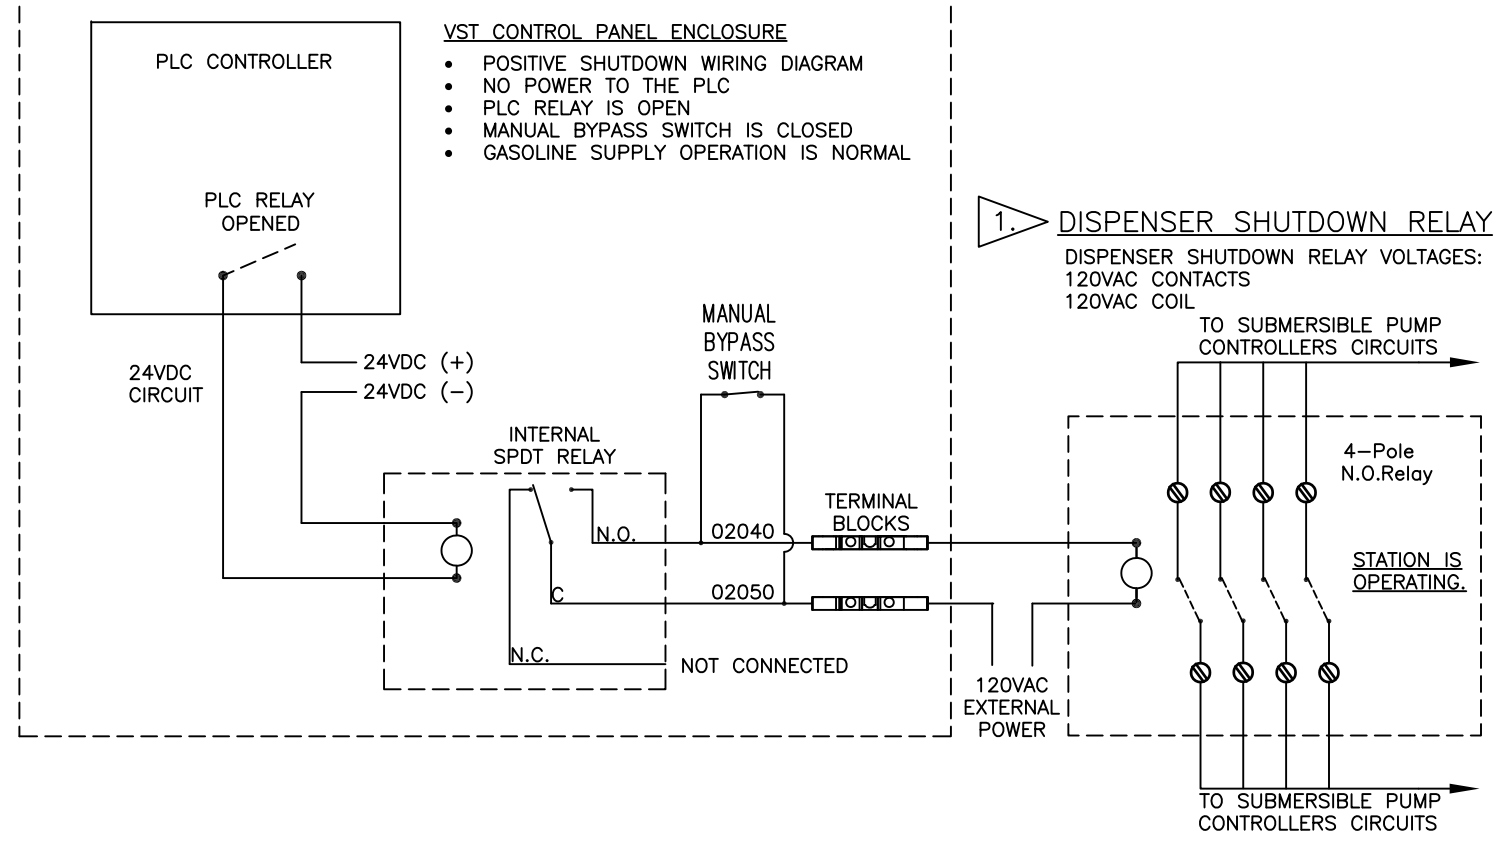 PLC CONTROLLER
VST CONTROL PANEL ENCLOSURE
• POSITIVE SHUTDOWN WIRING DIAGRAM
• NO POWER TO THE PLC
• PLC RELAY IS OPEN
• MANUAL BYPASS SWITCH IS CLOSED
• GASOLINE SUPPLY OPERATION IS NORMAL
PLC RELAY
OPENED
1.
DISPENSER SHUTDOWN RELAY
DISPENSER SHUTDOWN RELAY VOLTAGES:
120VAC CONTACTS
120VAC COIL
TO SUBMERSIBLE PUMP
CONTROLLERS CIRCUITS
MANUAL
BYPASS
SWITCH
24VDC (+)
24VDC (-)
24VDC
CIRCUIT
INTERNAL
SPDT RELAY
4-Pole
N.O.Relay
TERMINAL
BLOCKS
N.O.
02040
STATION IS
OPERATING.
C
02050
N.C.
NOT CONNECTED
120VAC
EXTERNAL
POWER
TO SUBMERSIBLE PUMP
CONTROLLERS CIRCUITS